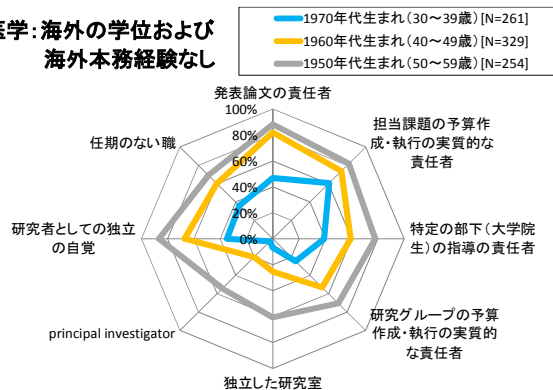 医学：海外の学位および
海外本務経験なし
1970年代生まれ（30～39歳）[N=261]
1960年代生まれ（40～49歳）[N=329]
1950年代生まれ（50～59歳）[N=254]
発表論文の責任者
担当課題の予算作
成・執行の実質的な
責任者
特定の部下（大学院
生）の指導の責任者
研究グループの予算
作成・執行の実質的
な責任者
独立した研究室
principal investigator
研究者としての独立
の自覚
任期のない職
100%
80%
60%
40%
20%
0%